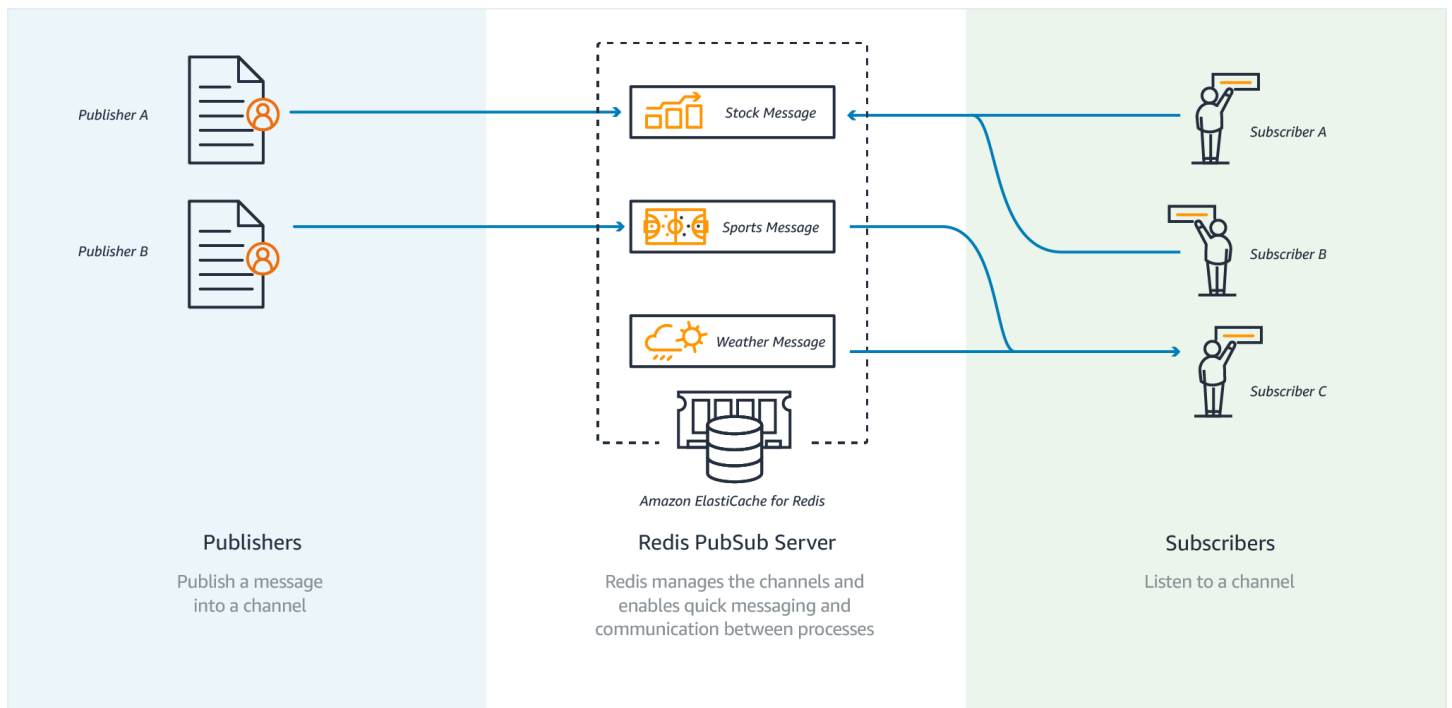 Publisher A
Publisher B
Stock Message
Sports Message
Weather Message
Amazon ElastiCache for Redis
Subscriber A
Subscriber B
Subscriber C
Publishers
Publish a message
into a channel
Redis PubSub Server
Redis manages the channels and
enables quick messaging and
communication between processes
Subscribers
Listen to a channel